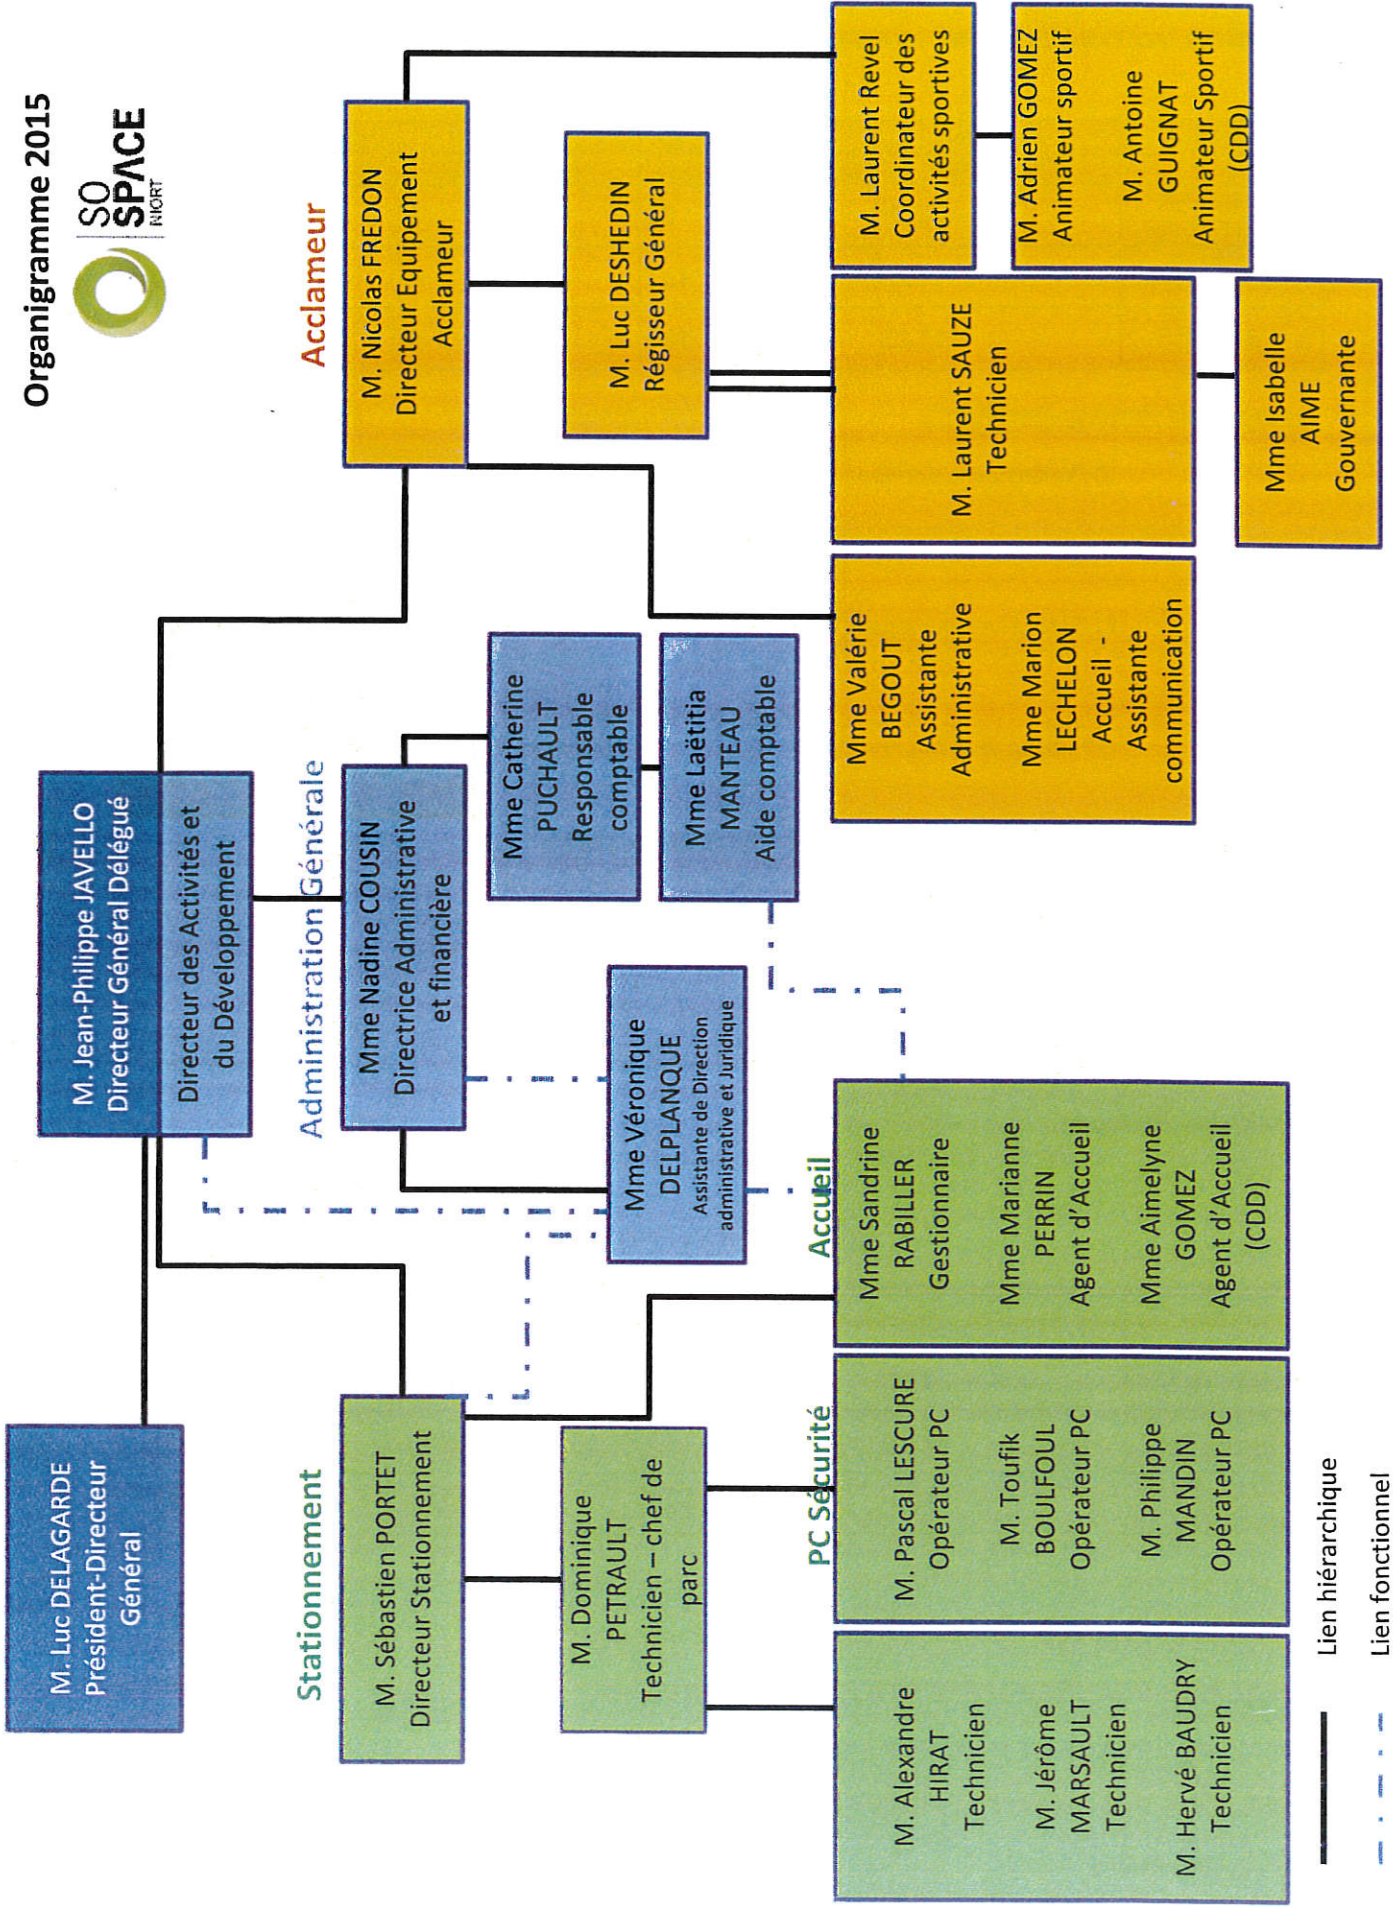 Organigramme 2015
SO
SPACE
NIORT
M. Luc DELAGARDE
Président-Directeur
Général
M. Jean-Philippe JAVELLO
Directeur Général Délégué
Directeur des Activités et
du Développement
Stationnement
Administration Générale
Acclameur
M. Sébastien PORTET
Directeur Stationnement
Mme Nadine COUSIN
Directrice Administrative
et financière
M. Nicolas FREDON
Directeur Equipement
Acclameur
M. Dominique
PETRAULT
Technicien – chef de
parc
Mme Véronique
DELPLANQUE
Assistante de Direction
administrative et Juridique
Mme Catherine
PUCHAULT
Responsable
comptable
Mme Laëtitia
MANTEAU
Aide comptable
M. Luc DESHEDIN
Régisseur Général
PC Sécurité
Accueil
M. Alexandre
HIRAT
Technicien
M. Jérôme
MARSAULT
Technicien
M. Hervé BAUDRY
Technicien
M. Pascal LESCURE
Opérateur PC
M. Toufik
BOULFOUL
Opérateur PC
M. Philippe
MANDIN
Opérateur PC
Mme Sandrine
RABILLER
Gestionnaire
Mme Marianne
PERRIN
Agent d'Accueil
Mme Aimelyne
GOMEZ
Agent d'Accueil
(CDD)
Mme Valérie
BEGOUT
Assistante
Administrative
Mme Marion
LECHELON
Accueil -
Assistante
communication
M. Laurent SAUZE
Technicien
Mme Isabelle
AIME
Gouvernante
M. Laurent Revel
Coordinateur des
activités sportives
M. Adrien GOMEZ
Animateur sportif
M. Antoine
GUIGNAT
Animateur Sportif
(CDD)
Lien hiérarchique
Lien fonctionnel